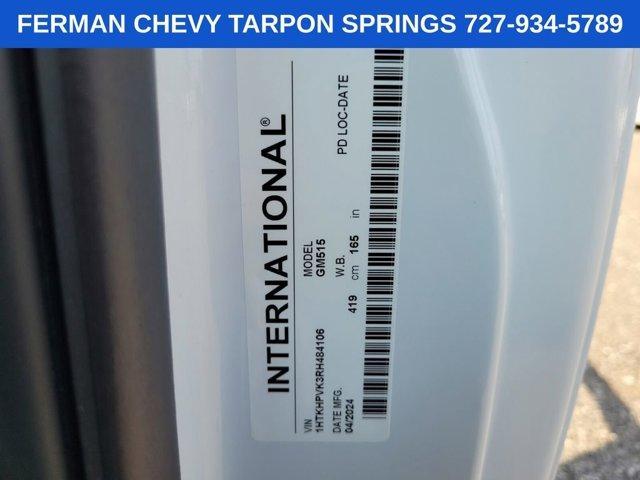 FERMAN CHEVY TARPON SPRINGS 727-934-5789
INTERNATIONAL®
VIN
1HTKHPVK3RH484106
MODEL
GM515
DATE MFG.
04/2024
W.B.
419 cm 165 in
PD LOC-DATE